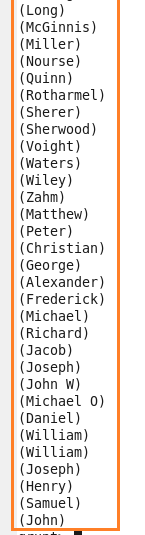 (Long)
(McGinnis)
(Miller)
(Nourse)
(Quinn)
(Rotharmel)
(Sherer)
(Sherwood)
(Voight)
(Waters)
(Wiley)
(Zahm)
(Matthew)
(Peter)
(Christian)
(George)
(Alexander)
(Frederick)
(Michael)
(Richard)
(Jacob)
(Joseph)
(John W)
(Michael O)
(Daniel)
(William)
(William)
(Joseph)
(Henry)
(Samuel)
(John)